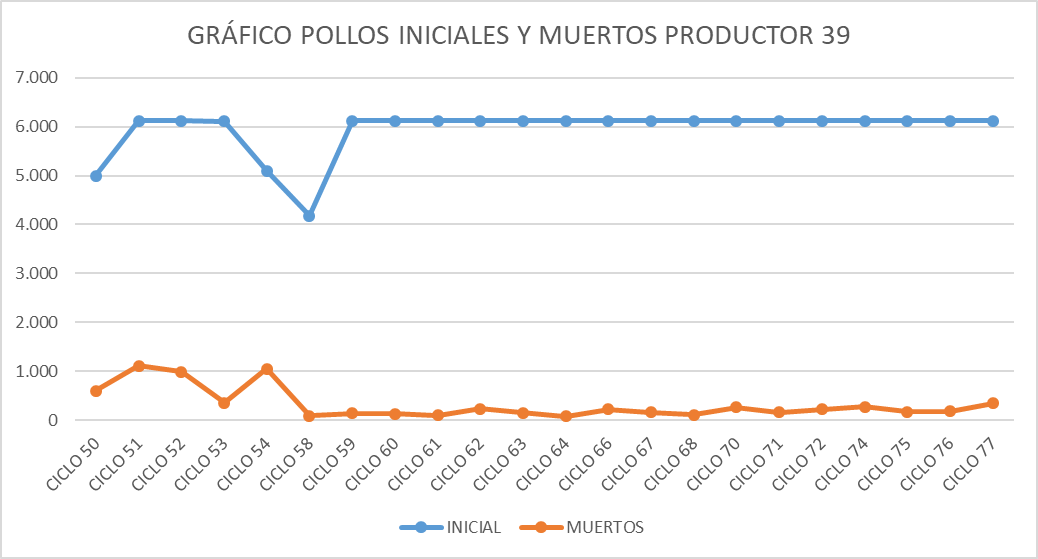 GRÁFICO POLLOS INICIALES Y MUERTOS PRODUCTOR 39
7.000
6.000
5.000
4.000
3.000
2.000
1.000
0
CICLO 50
CICLO 51
CICLO 52
CICLO 53
CICLO 54
CICLO 58
CICLO 59
CICLO 60
CICLO 61
CICLO 62
CICLO 63
CICLO 64
CICLO 66
CICLO 67
CICLO 68
CICLO 70
CICLO 71
CICLO 72
CICLO 74
CICLO 75
CICLO 76
CICLO 77
INICIAL MUERTOS